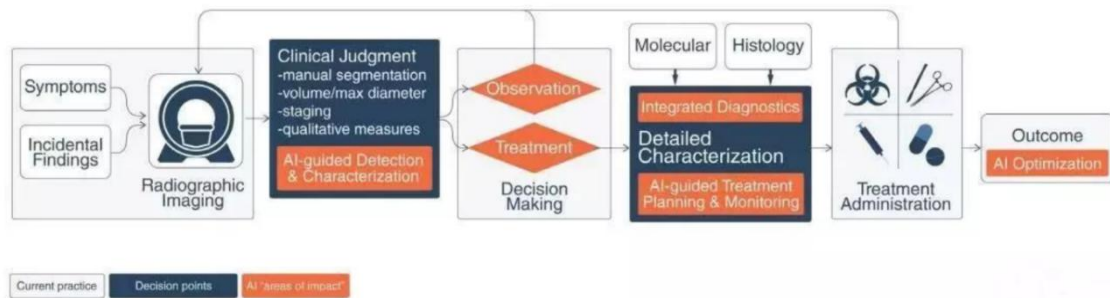 Symptoms
Incidental
Findings
Radiographic
Imaging
Clinical Judgment
-manual segmentation
-volume/max diameter
-staging
-qualitative measures
AI-guided Detection
& Characterization
Observation
Treatment
Decision
Making
Molecular
Histology
Integrated Diagnostics
Detailed
Characterization
AI-guided Treatment
Planning & Monitoring
Treatment
Administration
Outcome
AI Optimization
Current practice
Decision points
AI "areas of impact"